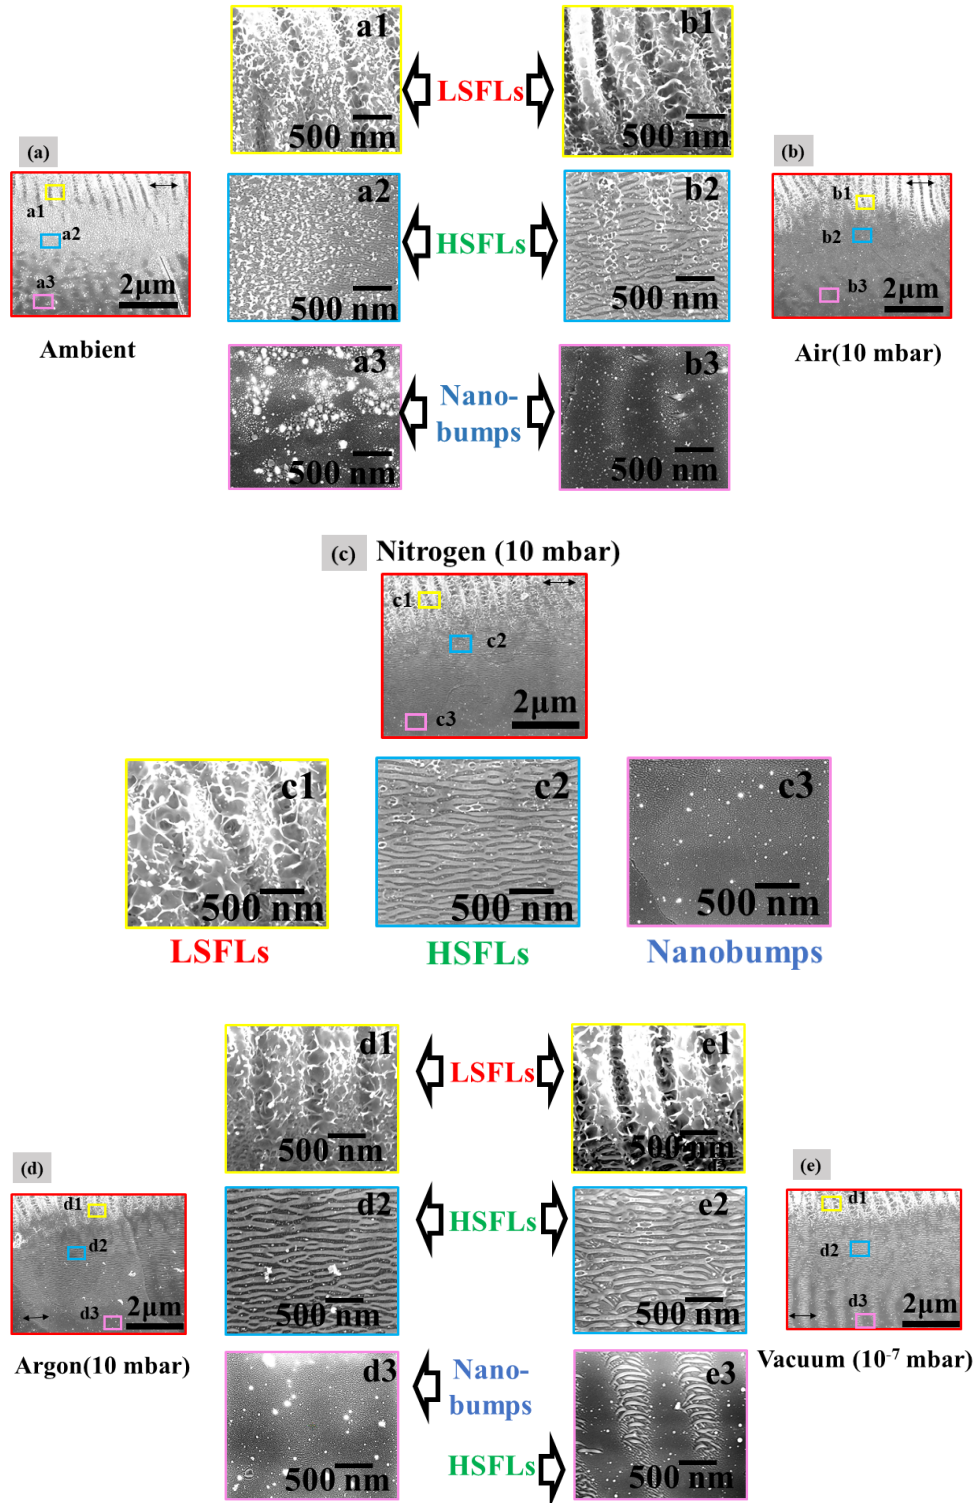 a1
500 nm
LSFLs
b1
500 nm
(a)
a1
a2
a3
2μm
Ambient
a2
500 nm
HSFLs
b2
500 nm
(b)
b1
b2
b3
2μm
Air(10 mbar)
a3
500 nm
Nano-
bumps
b3
500 nm
(c) Nitrogen (10 mbar)
c1
c2
c3
2μm
c1
500 nm
c2
500 nm
c3
500 nm
LSFLs
HSFLs
Nanobumps
d1
500 nm
LSFLs
e1
500 nm
(d)
d1
d2
d3
2μm
Argon(10 mbar)
d2
500 nm
HSFLs
e2
500 nm
(e)
d1
d2
d3
2μm
Vacuum (10⁻⁷ mbar)
d3
500 nm
Nano-
bumps
HSFLs
e3
500 nm